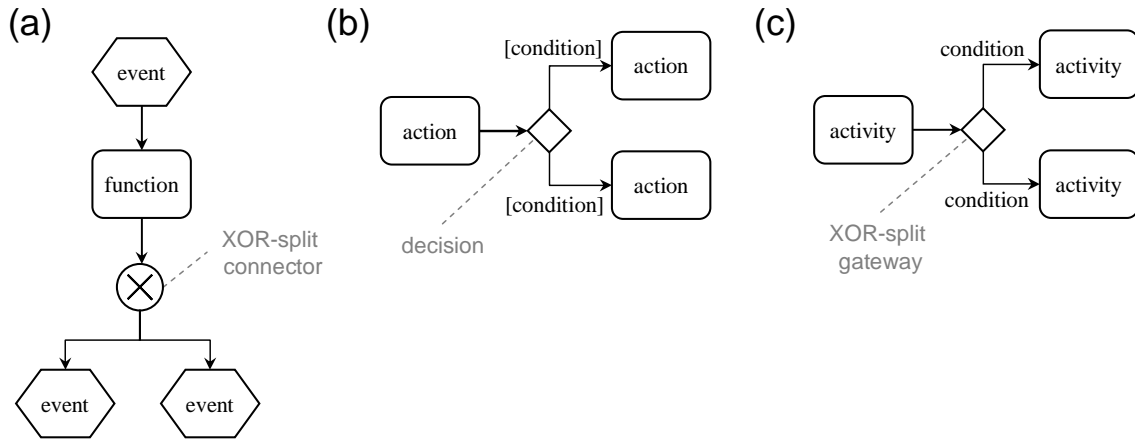 (a)
event
function
XOR-split
connector
event
event
(b)
[condition]
action
action
action
[condition]
decision
(c)
condition
activity
activity
activity
condition
XOR-split
gateway